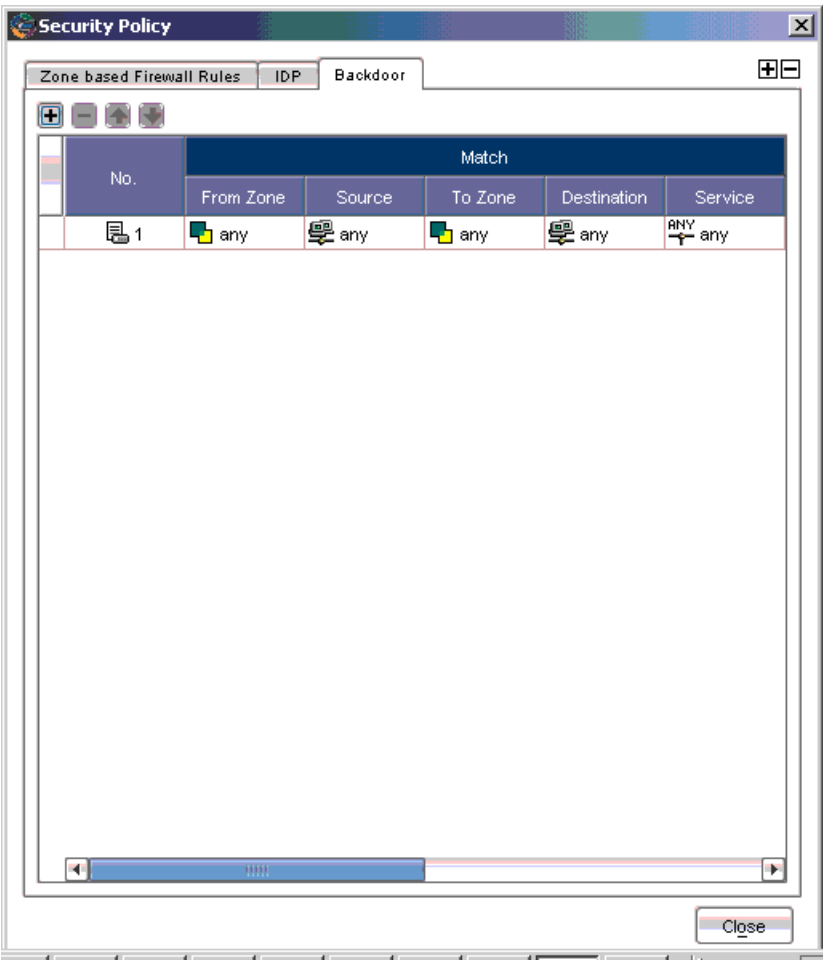 Security Policy
Zone based Firewall Rules IDP Backdoor
No. Match
From Zone Source To Zone Destination Service
1 any any any any ANY any
Close